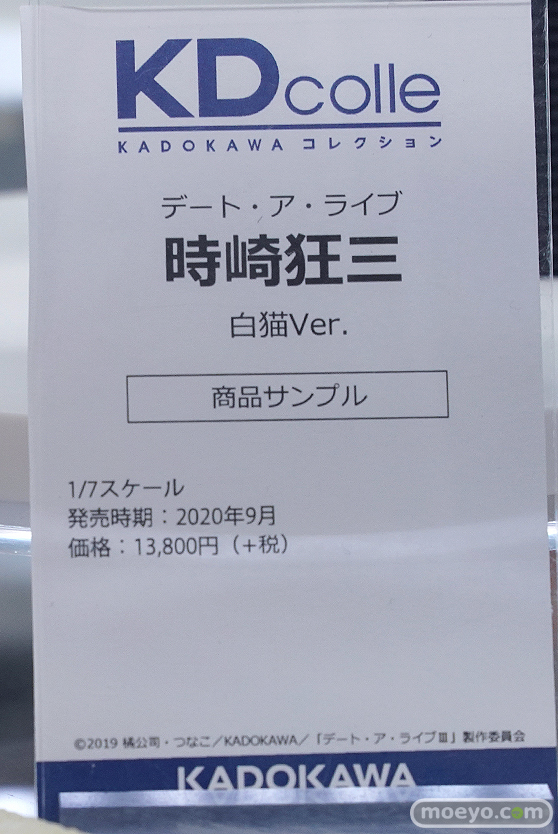 KDcolle
KADOKAWA コレクション
デート・ア・ライブ
時崎狂三
白猫Ver.
商品サンプル
1/7スケール
発売時期：2020年9月
価格：13,800円（+税）
©2019 橘公司・つなこ／KADOKAWA／「デート・ア・ライブⅢ」製作委員会
KADOKAWA
moeyo.com